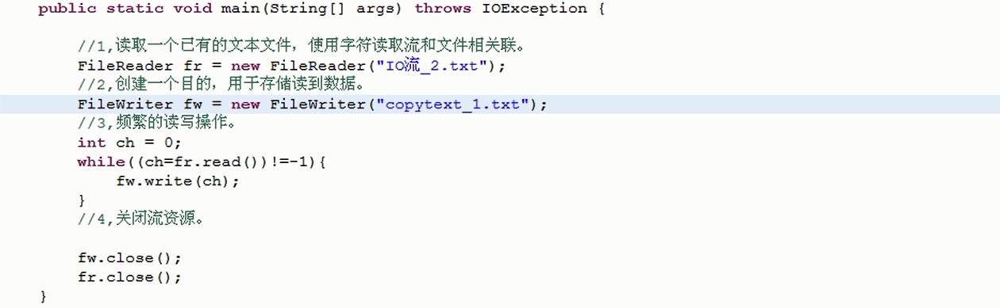 public static void main(String[] args) throws IOException {
//1,读取一个已有的文本文件，使用字符读取流和文件相关联。
FileReader fr = new FileReader("IO流_2.txt");
//2,创建一个目的，用于存储读到数据。
FileWriter fw = new FileWriter("copytext_1.txt");
//3,频繁的读写操作。
int ch = 0;
while((ch=fr.read())!=-1){
fw.write(ch);
}
//4,关闭流资源。
fw.close();
fr.close();
}